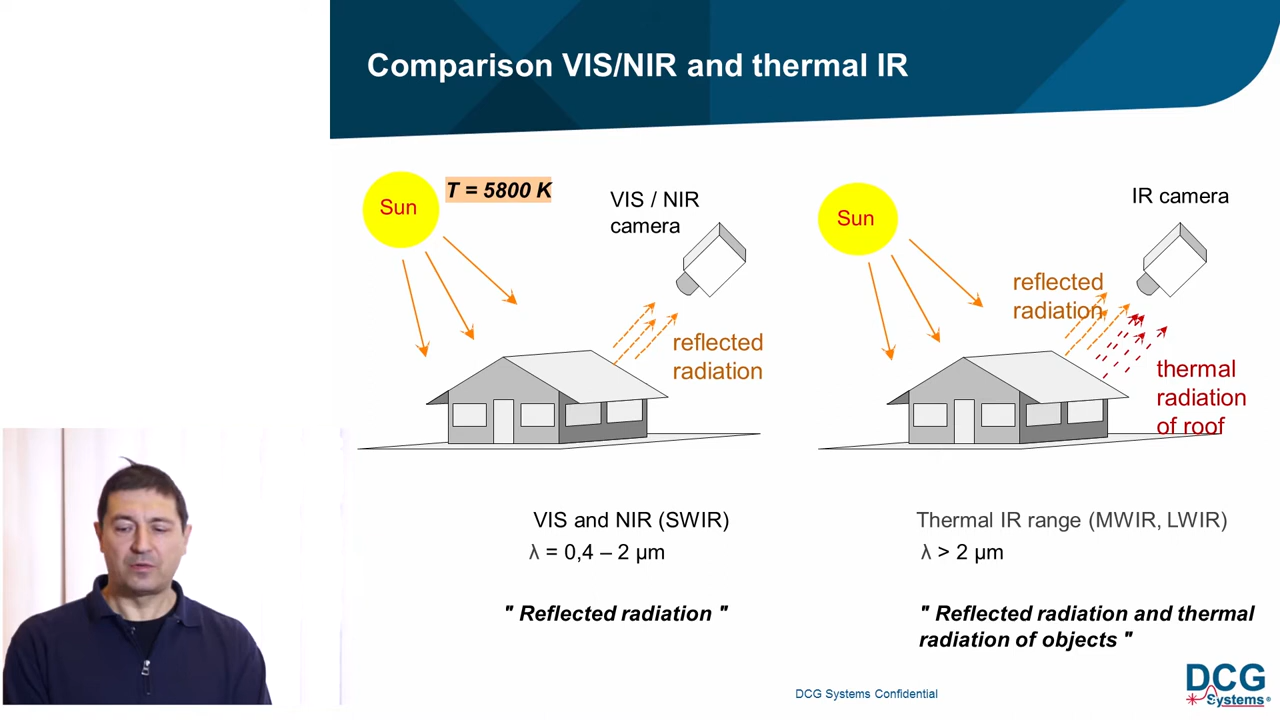 Comparison VIS/NIR and thermal IR
Sun
T = 5800 K
VIS / NIR
camera
reflected
radiation
VIS and NIR (SWIR)
λ = 0,4 – 2 µm
" Reflected radiation "
Sun
IR camera
reflected
radiation
thermal
radiation
of roof
Thermal IR range (MWIR, LWIR)
λ > 2 µm
" Reflected radiation and thermal
radiation of objects "
DCG Systems Confidential
DCG
Systems®